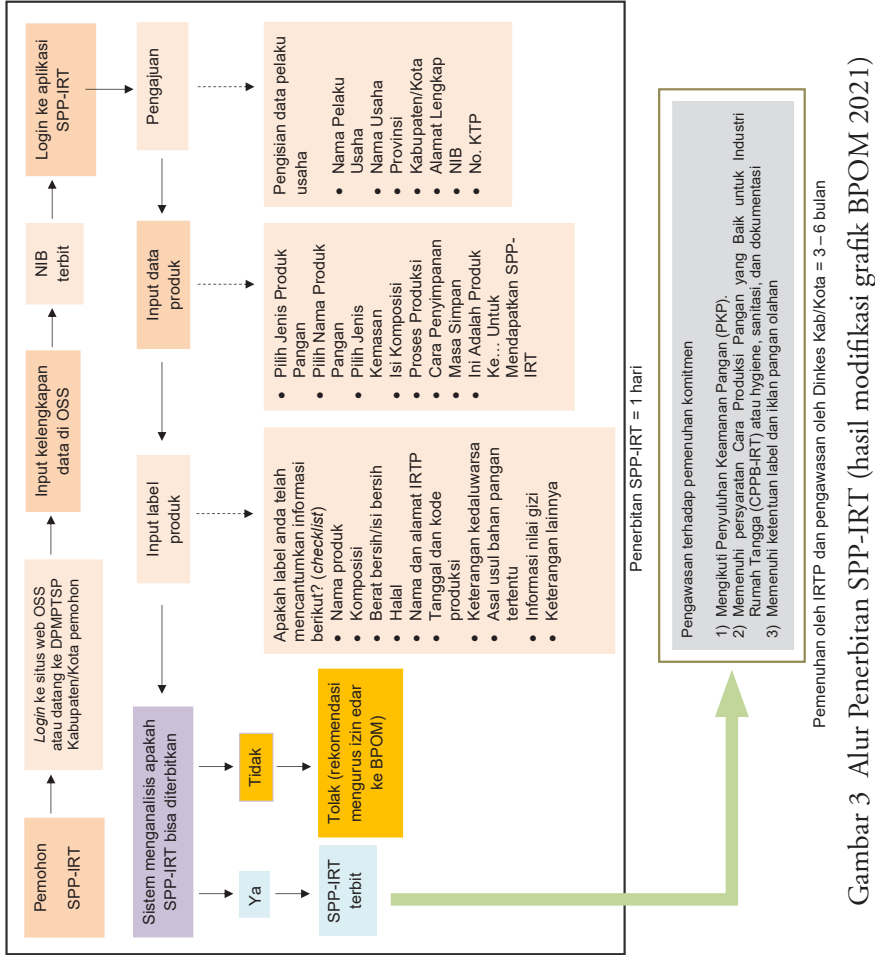 Pemohon
SPP-IRT
Login ke situs web OSS
atau datang ke DPMPTSP
Kabupaten/Kota pemohon
Input kelengkapan
data di OSS
NIB
terbit
Login ke aplikasi
SPP-IRT
Pengajuan
Input data
produk
Input label
produk
Sistem menganalisis apakah
SPP-IRT bisa diterbitkan
Pengisian data pelaku
usaha
• Nama Pelaku
Usaha
• Nama Usaha
• Provinsi
• Kabupaten/Kota
• Alamat Lengkap
• NIB
• No. KTP
• Pilih Jenis Produk
Pangan
• Pilih Nama Produk
Pangan
• Pilih Jenis
Kemasan
• Isi Komposisi
• Proses Produksi
• Cara Penyimpanan
• Masa Simpan
• Ini Adalah Produk
Ke... Untuk
Mendapatkan SPP-
IRT
Apakah label anda telah
mencantumkan informasi
berikut? (checklist)
• Nama produk
• Komposisi
• Berat bersih/isi bersih
• Halal
• Nama dan alamat IRTP
• Tanggal dan kode
produksi
• Keterangan kedaluwarsa
• Asal usul bahan pangan
tertentu
• Informasi nilai gizi
• Keterangan lainnya
Ya
Tidak
SPP-IRT
terbit
Tolak (rekomendasi
mengurus izin edar
ke BPOM)
Penerbitan SPP-IRT = 1 hari
Pengawasan terhadap pemenuhan komitmen
1) Mengikuti Penyuluhan Keamanan Pangan (PKP).
2) Memenuhi persyaratan Cara Produksi Pangan yang Baik untuk Industri
Rumah Tangga (CPPB-IRT) atau hygiene, sanitasi, dan dokumentasi
3) Memenuhi ketentuan label dan iklan pangan olahan
Pemenuhan oleh IRTP dan pengawasan oleh Dinkes Kab/Kota = 3 – 6 bulan
Gambar 3 Alur Penerbitan SPP-IRT (hasil modifikasi grafik BPOM 2021)